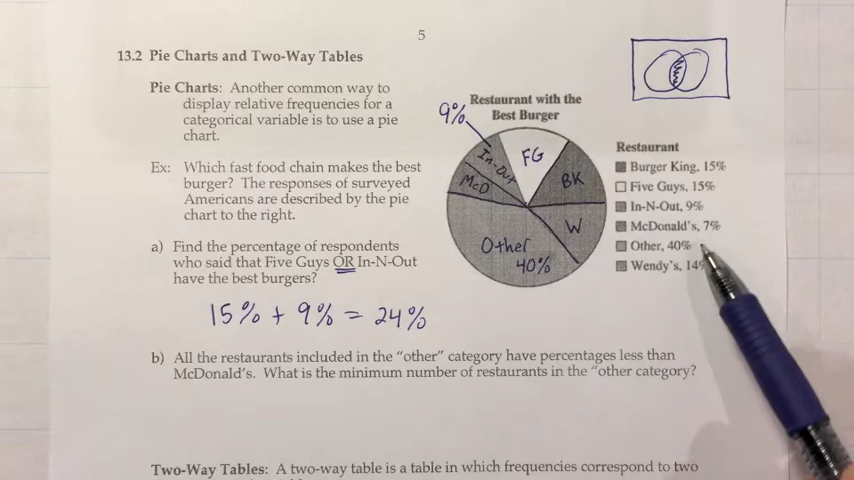 5
13.2 Pie Charts and Two-Way Tables
Pie Charts: Another common way to
display relative frequencies for a
categorical variable is to use a pie
chart.
Ex: Which fast food chain makes the best
burger? The responses of surveyed
Americans are described by the pie
chart to the right.
a) Find the percentage of respondents
who said that Five Guys OR In-N-Out
have the best burgers?
15% + 9% = 24%
Restaurant with the
Best Burger
9%
In-Out
FG
BK
McD
W
Other
40%
Restaurant
Burger King, 15%
Five Guys, 15%
In-N-Out, 9%
McDonald's, 7%
Other, 40%
Wendy's, 14%
b) All the restaurants included in the “other” category have percentages less than
McDonald's. What is the minimum number of restaurants in the “other category?
Two-Way Tables: A two-way table is a table in which frequencies correspond to two